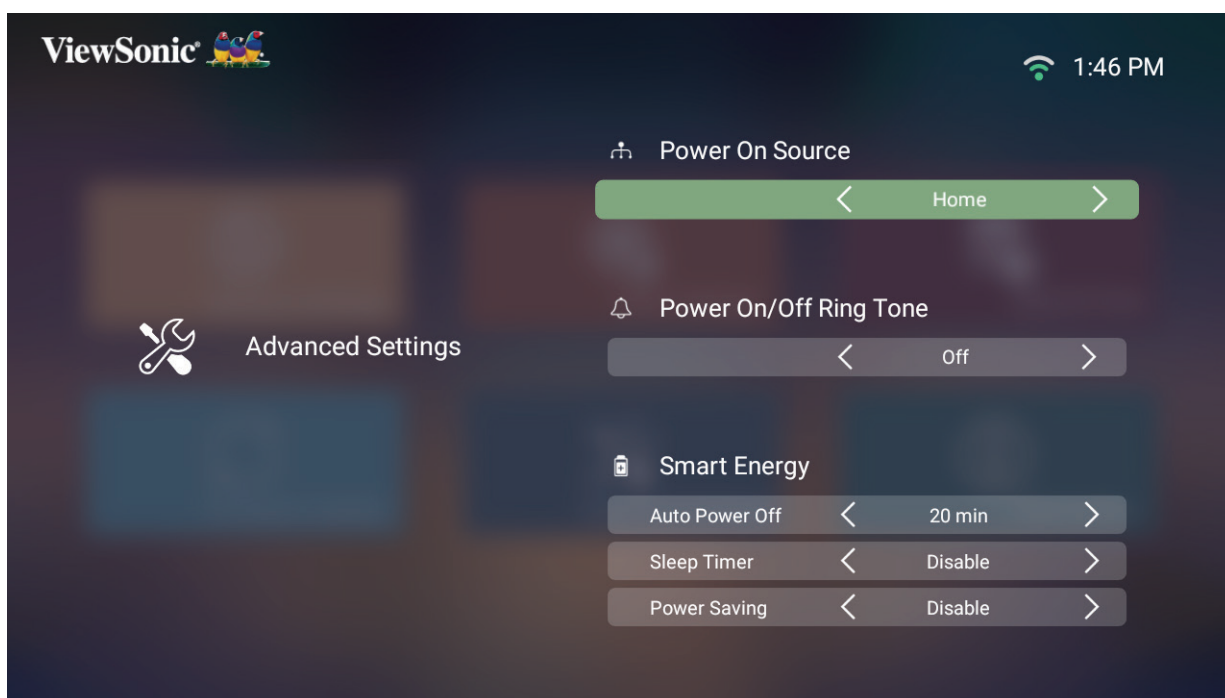 ViewSonic
1:46 PM
Power On Source
Home
Power On/Off Ring Tone
Off
Advanced Settings
Smart Energy
Auto Power Off 20 min
Sleep Timer Disable
Power Saving Disable